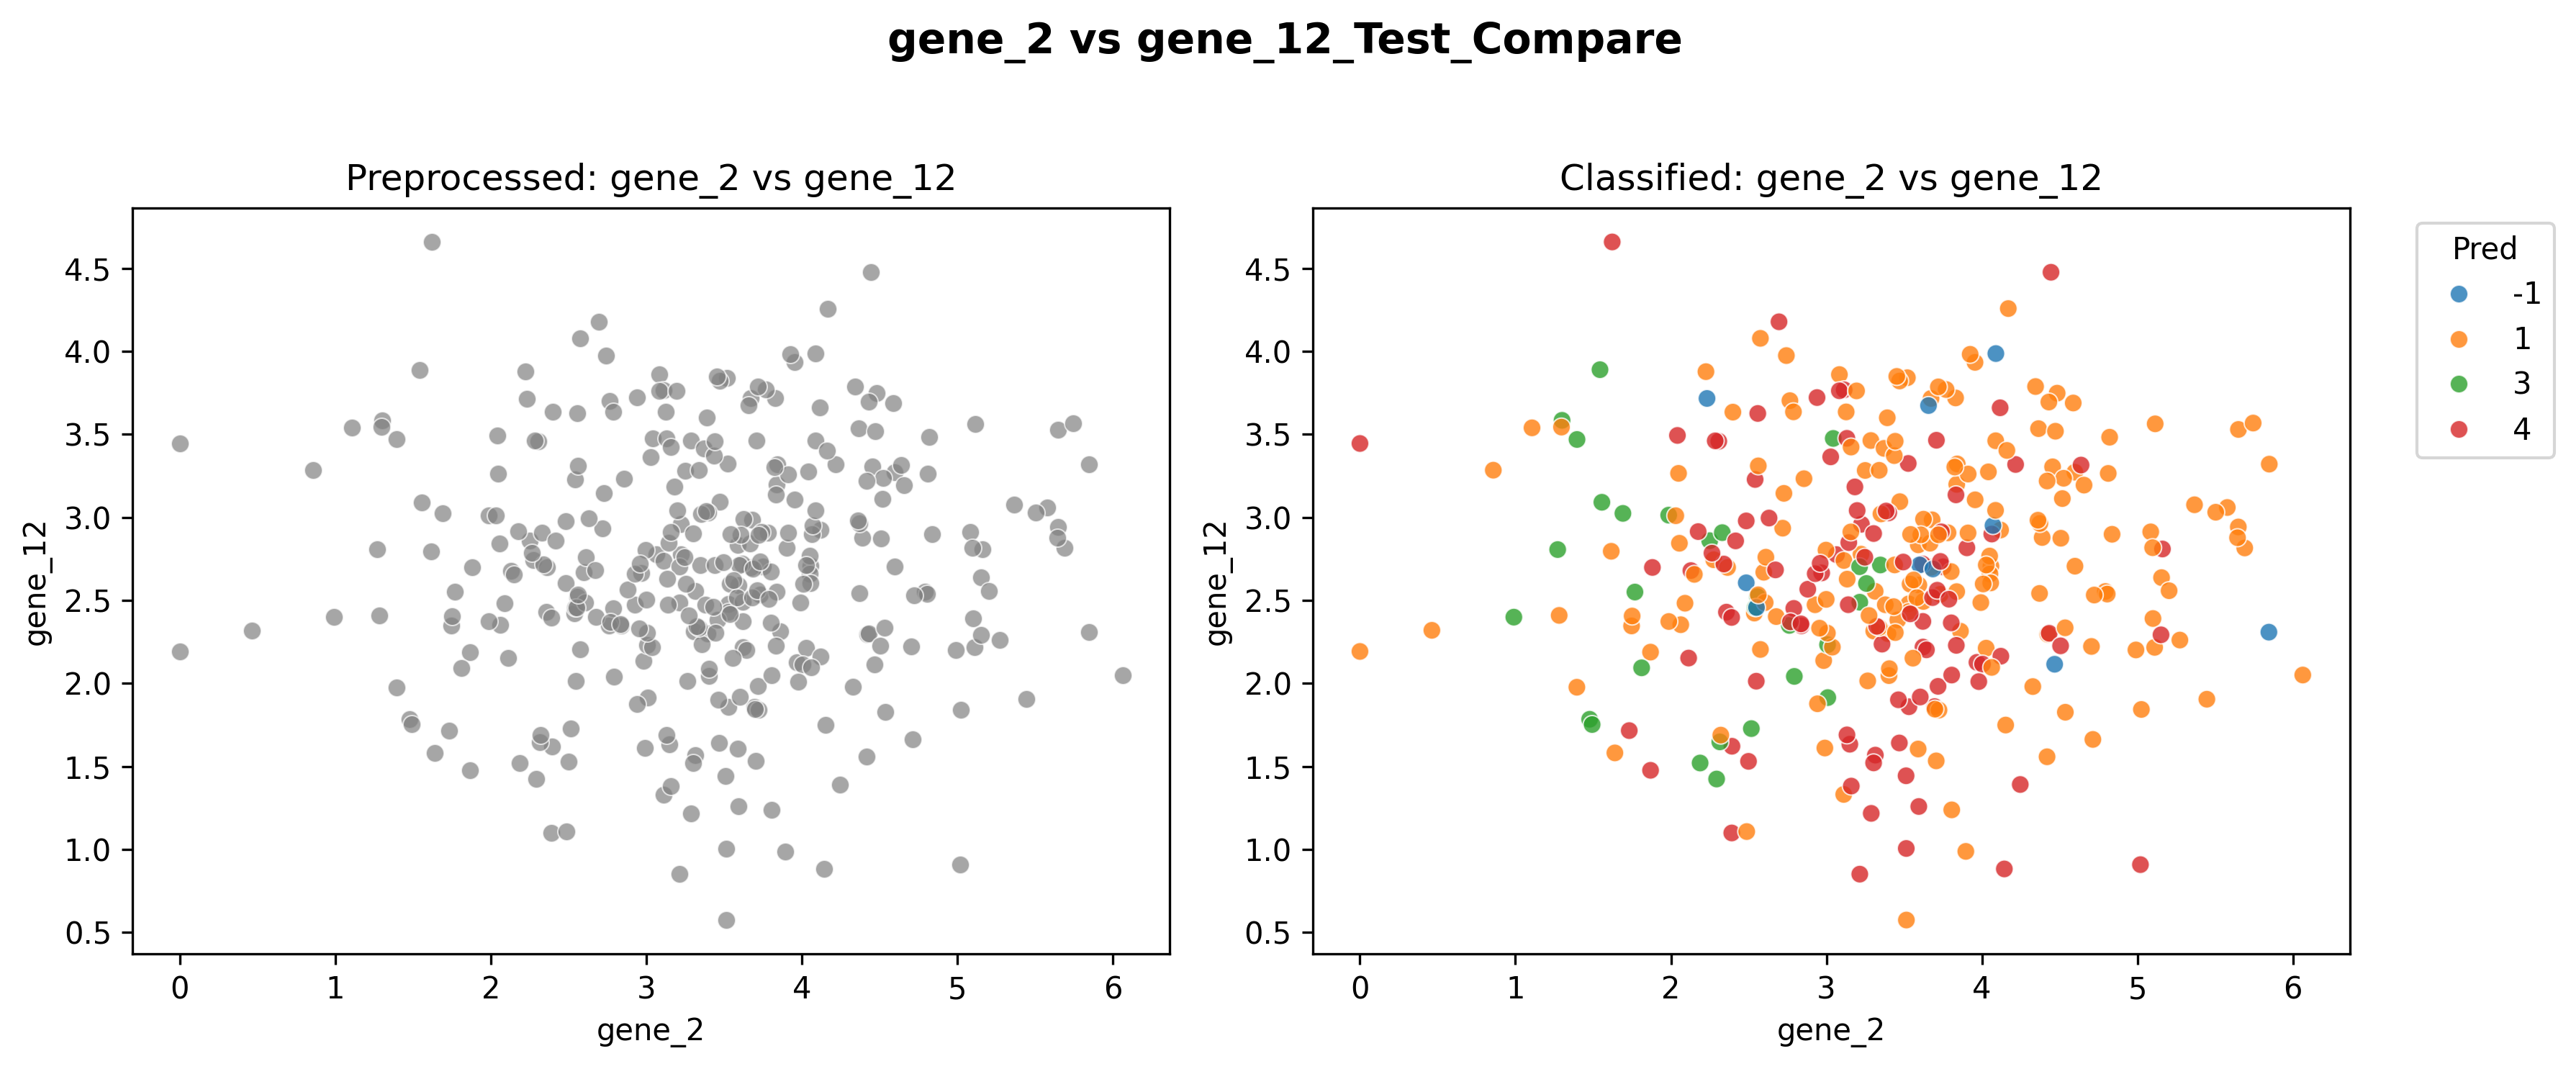 gene_2 vs gene_12_Test_Compare
Preprocessed: gene_2 vs gene_12
4.5
4.0
3.5
3.0
2.5
2.0
1.5
1.0
0.5
gene_12
0 1 2 3 4 5 6
gene_2
Classified: gene_2 vs gene_12
4.5
4.0
3.5
3.0
2.5
2.0
1.5
1.0
0.5
gene_12
0 1 2 3 4 5 6
gene_2
Pred
-1
1
3
4